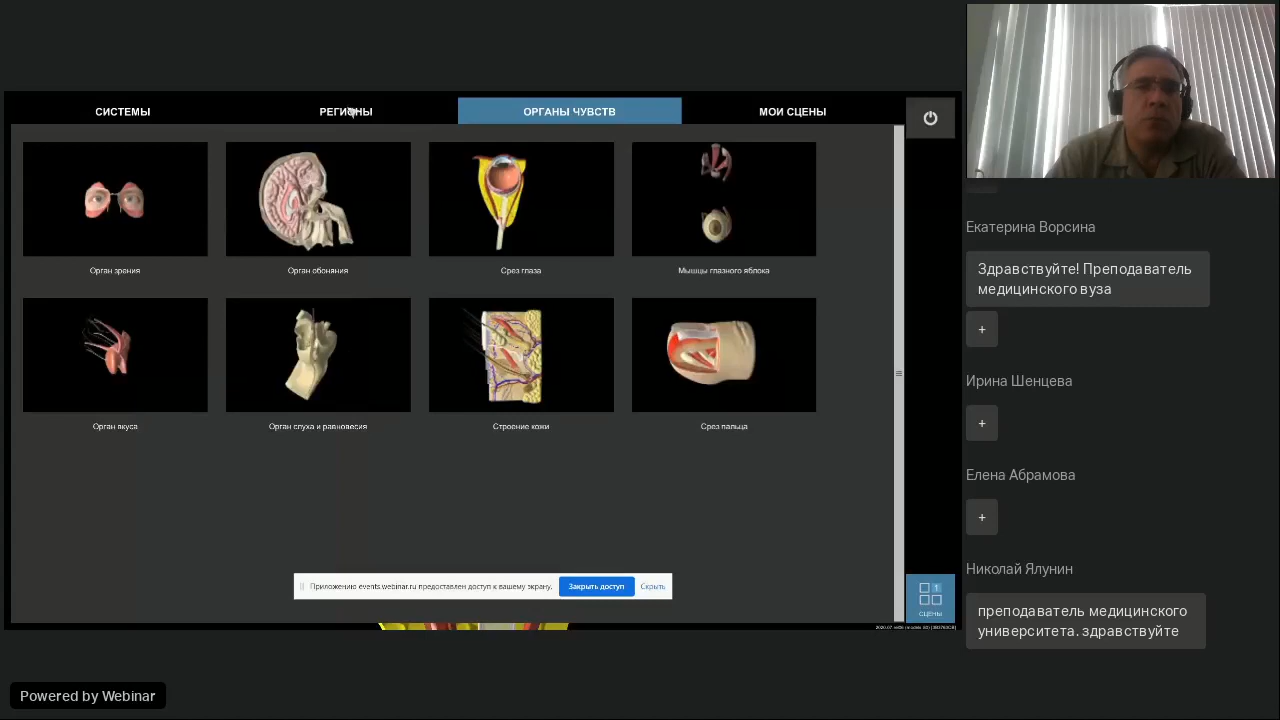 СИСТЕМЫ РЕГИОНЫ ОРГАНЫ ЧУВСТВ МОИ СЦЕНЫ
Орган зрения Орган обоняния Срез глаза Мышцы глазного яблока
Орган вкуса Орган слуха и равновесия Строение кожи Срез пальца
Приложению events.webinar.ru предоставлен доступ к вашему экрану. Закрыть доступ Скрыть
1
СЦЕНЫ
Powered by Webinar
Екатерина Ворсина
Здравствуйте! Преподаватель
медицинского вуза
+
Ирина Шенцева
+
Елена Абрамова
+
Николай Ялунин
преподаватель медицинского
университета. здравствуйте